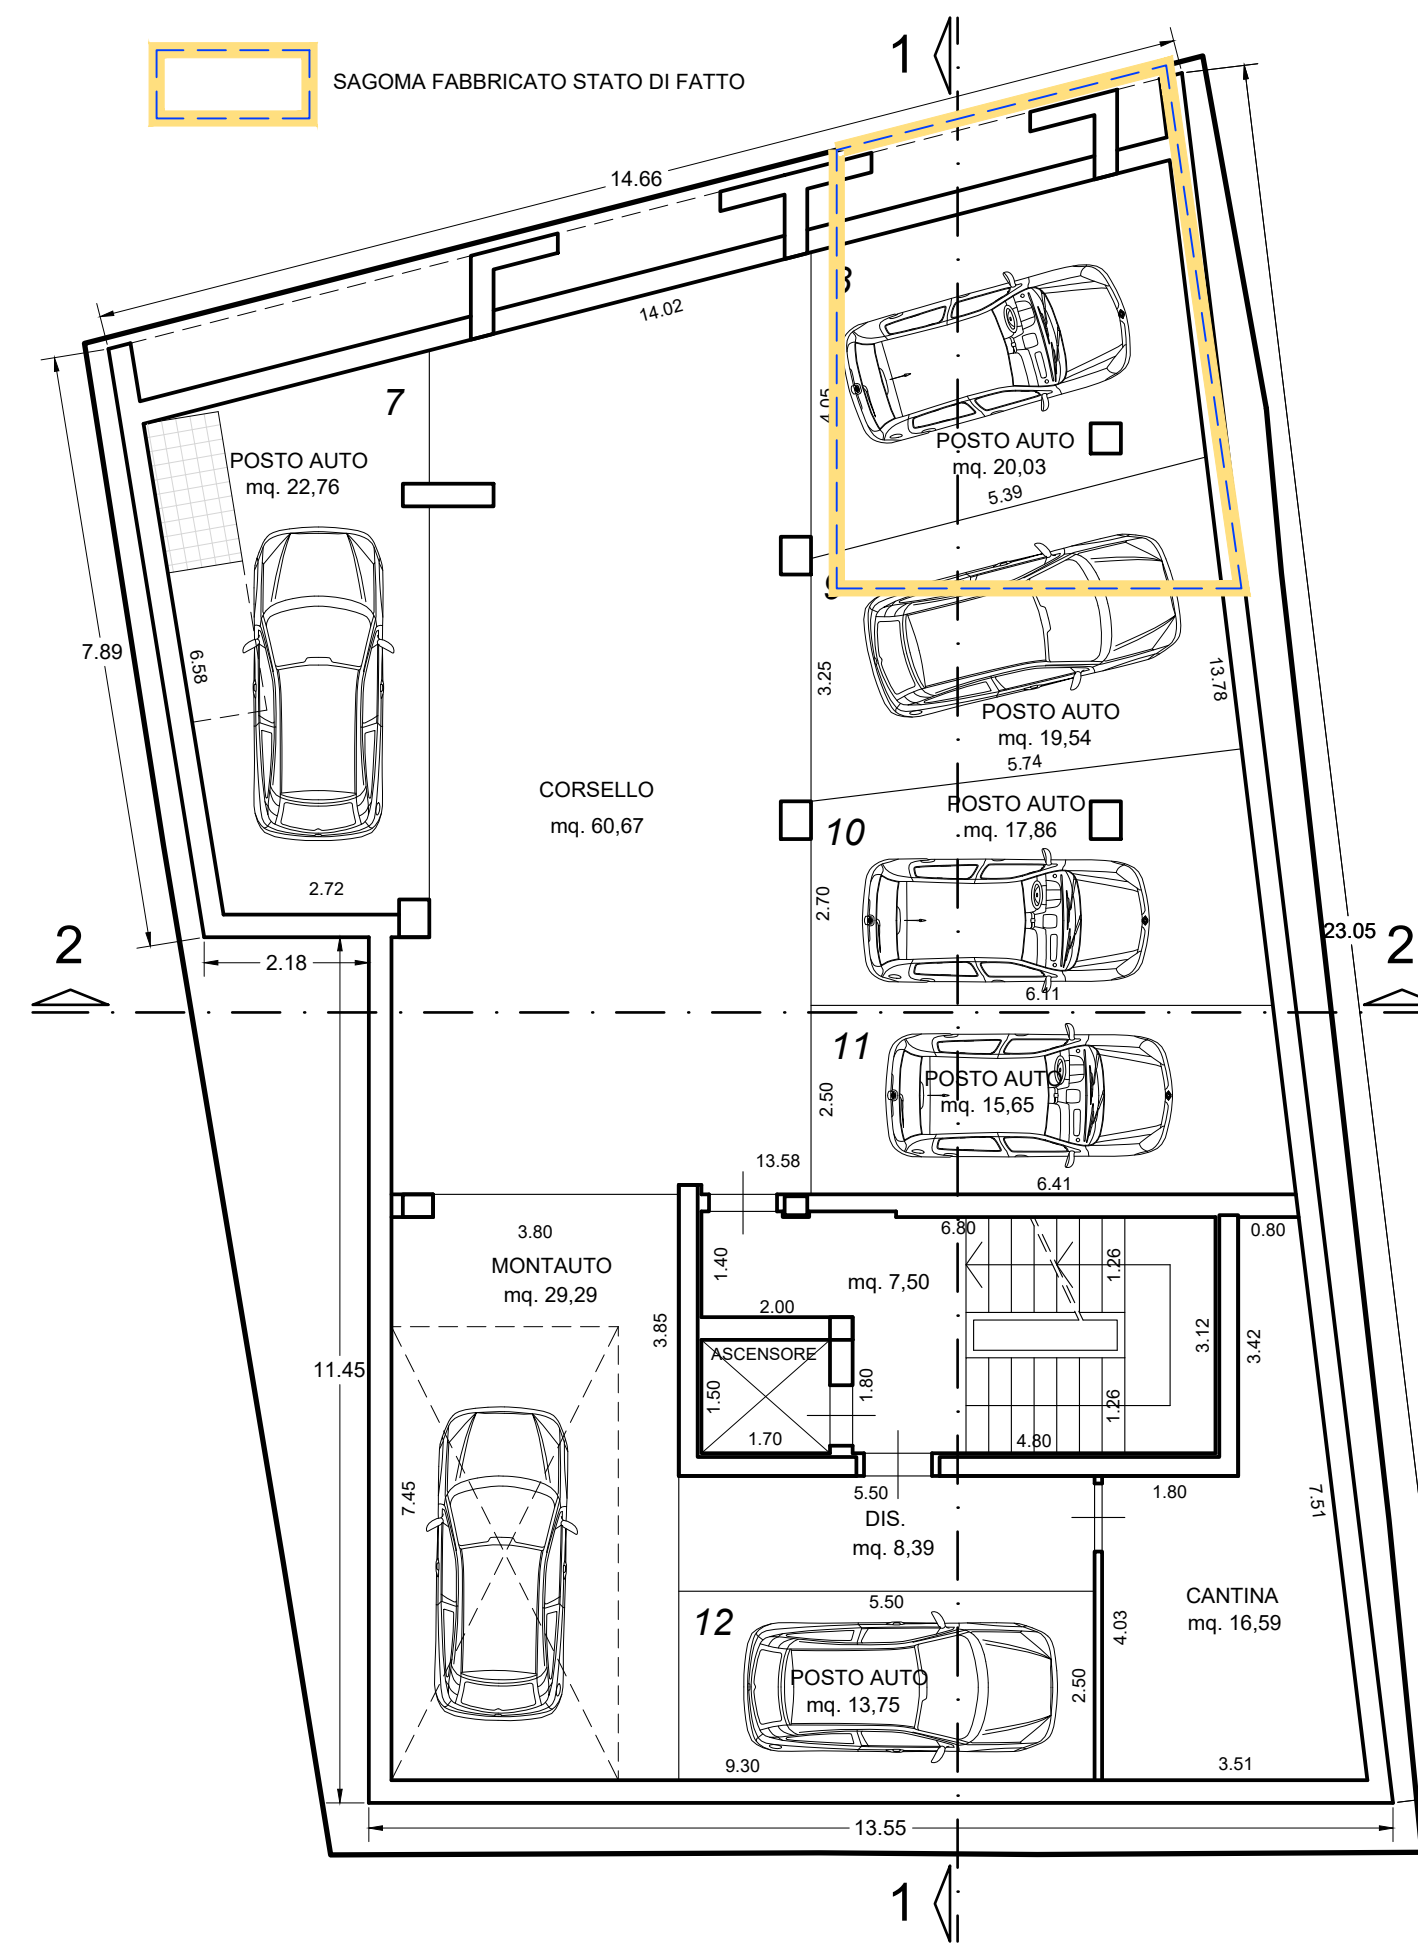 1
SAGOMA FABBRICATO STATO DI FATTO
14.66
14.02
7
8
4.05
POSTO AUTO
mq. 22,76
POSTO AUTO
mq. 20,03
5.39
9
7.89
6.58
3.25
13.78
POSTO AUTO
mq. 19,54
5.74
CORSELLO
mq. 60,67
POSTO AUTO
mq. 17,86
10
2.72
2.70
2
2.18
23.05
2
6.11
11
POSTO AUTO
mq. 15,65
2.50
13.58
6.41
3.80
6.80
0.80
MONTAUTO
mq. 29,29
1.40
mq. 7,50
1.26
2.00
3.85
3.12
3.42
ASCENSORE
11.45
1.50
1.80
1.26
1.70
4.80
7.45
5.50
1.80
7.51
DIS.
mq. 8,39
5.50
12
4.03
CANTINA
mq. 16,59
POSTO AUTO
mq. 13,75
2.50
9.30
3.51
13.55
1